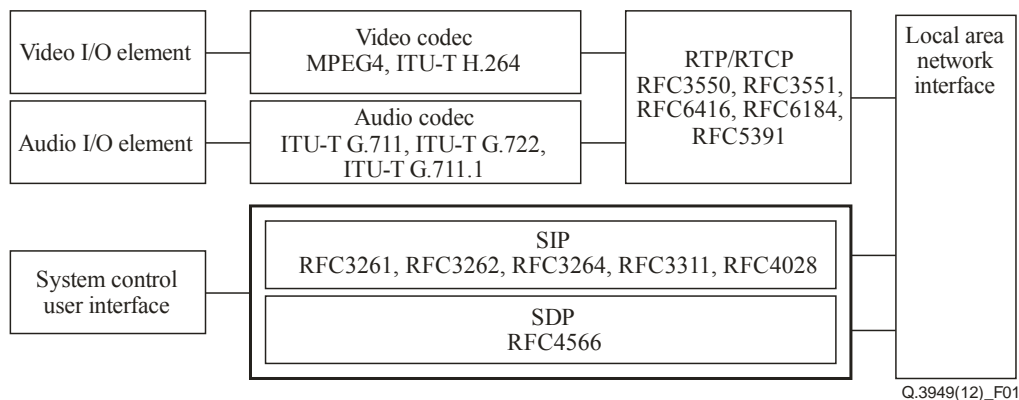 Video I/O element
Video codec
MPEG4, ITU-T H.264
RTP/RTCP
RFC3550, RFC3551,
RFC6416, RFC6184,
RFC5391
Local area
network
interface
Audio I/O element
Audio codec
ITU-T G.711, ITU-T G.722,
ITU-T G.711.1
System control
user interface
SIP
RFC3261, RFC3262, RFC3264, RFC3311, RFC4028
SDP
RFC4566
Q.3949(12)_F01